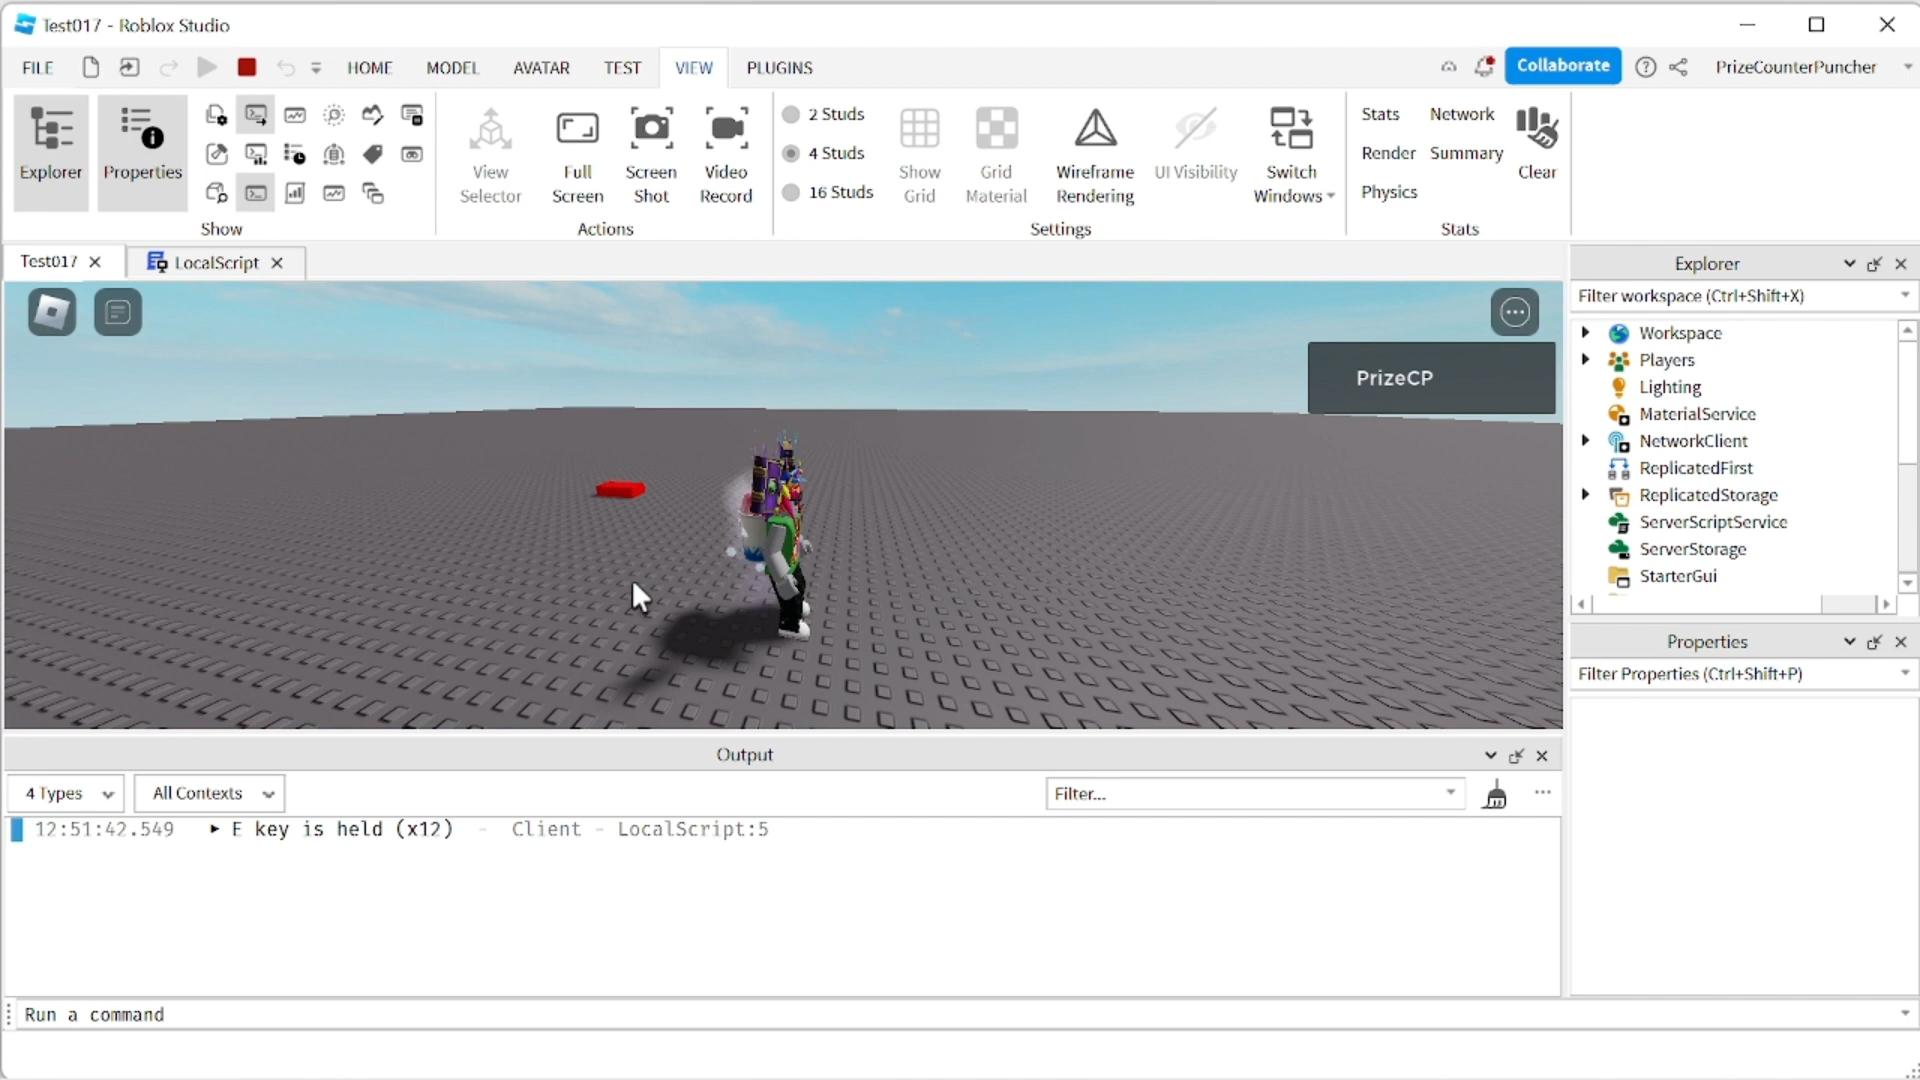 Test017 - Roblox Studio
FILE HOME MODEL AVATAR TEST VIEW PLUGINS Collaborate PrizeCounterPuncher
Explorer
Properties
Show
View
Selector
Full
Screen
Screen
Shot
Video
Record
Actions
2 Studs
4 Studs
16 Studs
Show
Grid
Grid
Material
Wireframe
Rendering
UI Visibility
Switch
Windows
Settings
Stats Network
Render Summary
Physics
Clear
Stats
Test017 LocalScript
PrizeCP
Explorer
Filter workspace (Ctrl+Shift+X)
Workspace
Players
Lighting
MaterialService
NetworkClient
ReplicatedFirst
ReplicatedStorage
ServerScriptService
ServerStorage
StarterGui
Properties
Filter Properties (Ctrl+Shift+P)
Output
4 Types All Contexts Filter...
12:51:42.549 E key is held (x12) - Client - LocalScript:5
Run a command